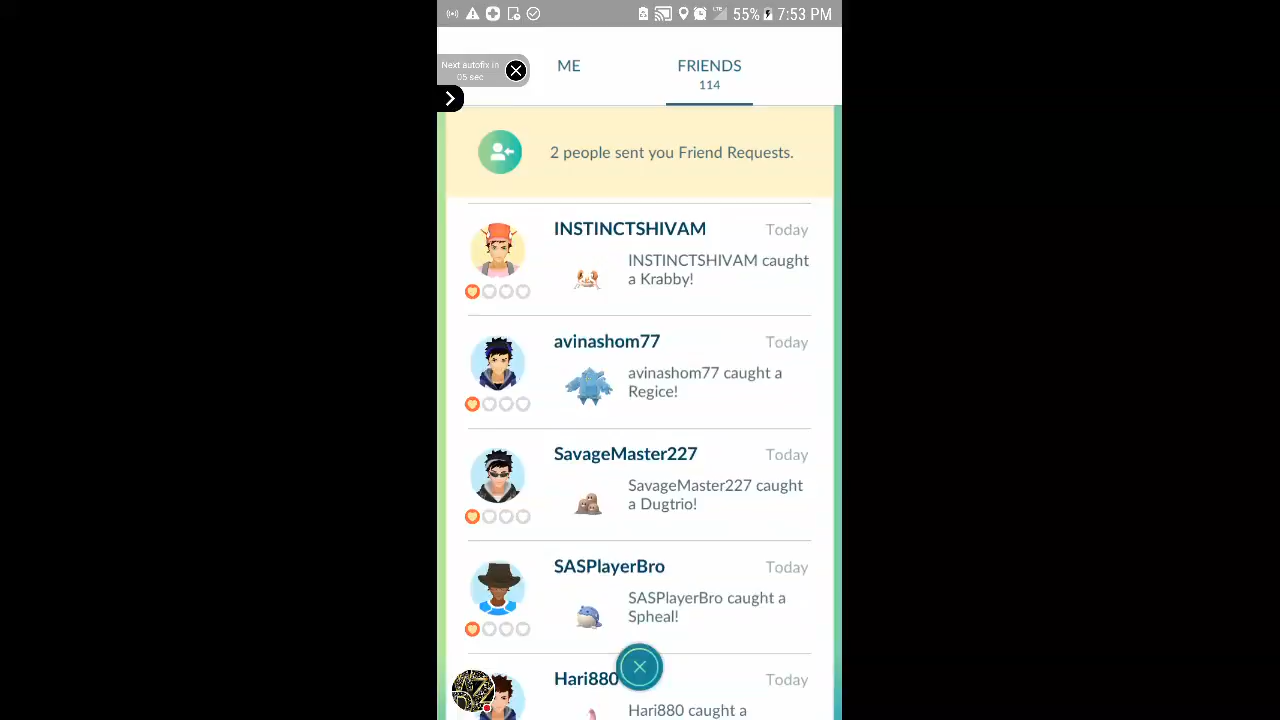 LTE 55% 7:53 PM
Next autofix in
05 sec
ME
FRIENDS
114
2 people sent you Friend Requests.
INSTINCTSHIVAM Today
INSTINCTSHIVAM caught
a Krabby!
avinashom77 Today
avinashom77 caught a
Regice!
SavageMaster227 Today
SavageMaster227 caught
a Dugtrio!
SASPlayerBro Today
SASPlayerBro caught a
Spheal!
Hari880 Today
Hari880 caught a